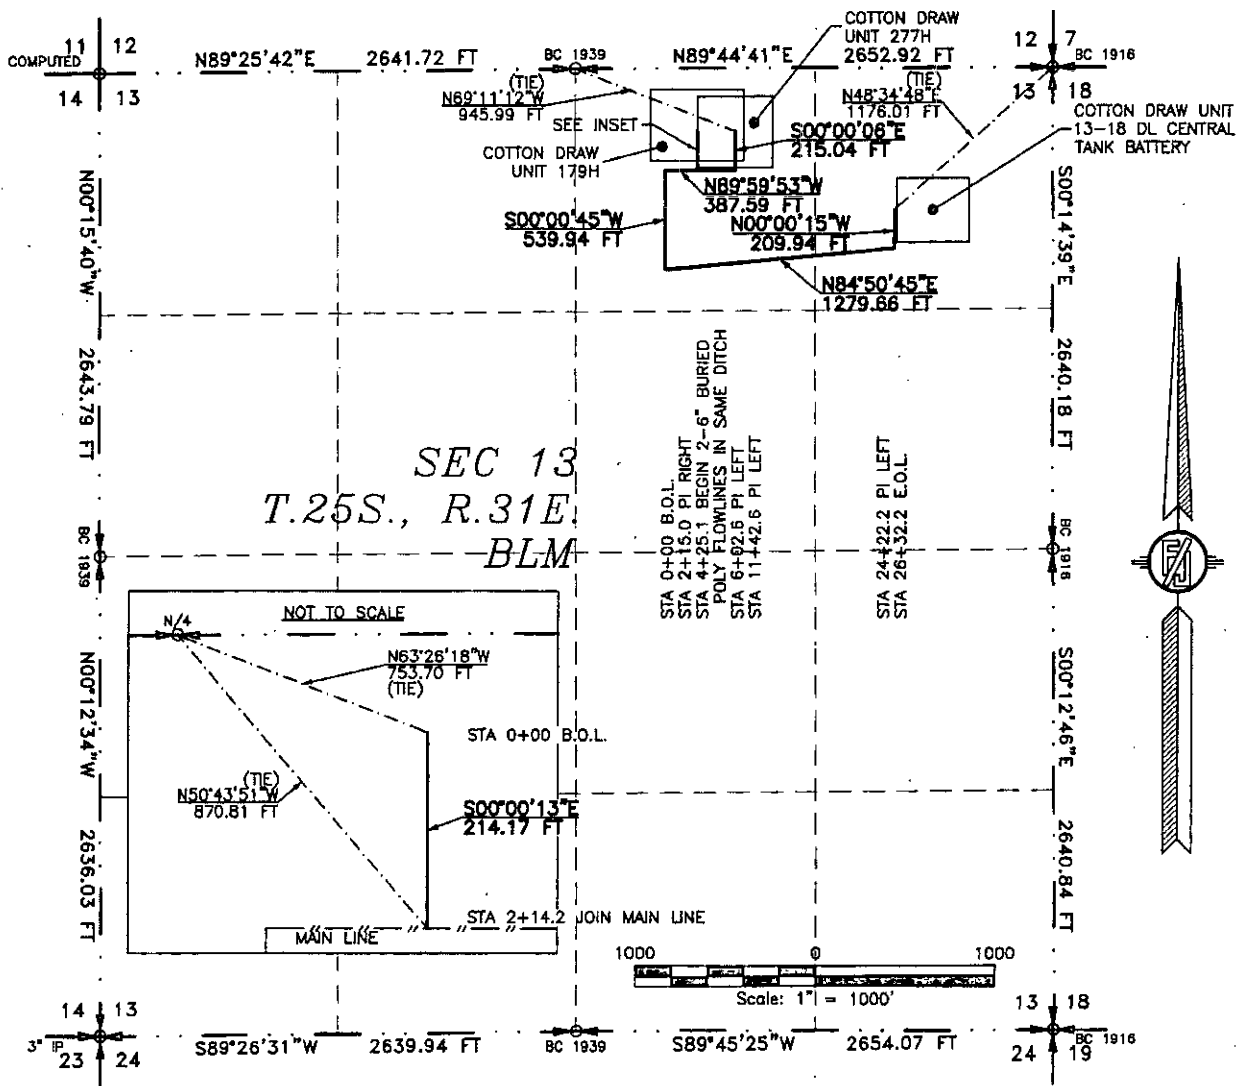 11 12
COMPUTED
14 13
N89°25'42"E 2641.72 FT
BC 1939
N89°44'41"E 2652.92 FT
12 7
BC 1916
13 18
COTTON DRAW
UNIT 277H
(TIE)
N69°11'12"W
945.99 FT
SEE INSET
COTTON DRAW
UNIT 179H
S00°00'06"E
215.04 FT
(TIE)
N48°34'48"E
1176.01 FT
COTTON DRAW UNIT
13-18 DL CENTRAL
TANK BATTERY
N89°59'53"W
387.59 FT
S00°00'45"W
539.94 FT
N00°00'15"W
209.94 FT
N84°50'45"E
1279.66 FT
N00°15'40"W 2643.79 FT
S00°14'39"E 2640.18 FT
STA 0+00 B.O.L.
STA 2+15.0 PI RIGHT
STA 4+25.1 BEGIN 2-6" BURIED
POLY FLOWLINES IN SAME DITCH
STA 6+02.6 PI LEFT
STA 11+42.6 PI LEFT
STA 24+22.2 PI LEFT
STA 26+32.2 E.O.L.
SEC 13
T.25S., R.31E.
BLM
BC 1939
BC 1916
N00°12'34"W 2636.03 FT
S00°12'46"E 2640.84 FT
NOT TO SCALE
N/4
N63°26'18"W
753.70 FT
(TIE)
STA 0+00 B.O.L.
(TIE)
N50°43'51"W
870.81 FT
S00°00'13"E
214.17 FT
STA 2+14.2 JOIN MAIN LINE
MAIN LINE
1000 0 1000
Scale: 1" = 1000'
14 13
3" IP
23 24
S89°26'31"W 2639.94 FT
BC 1939
S89°45'25"W 2654.07 FT
13 18
BC 1916
24 19